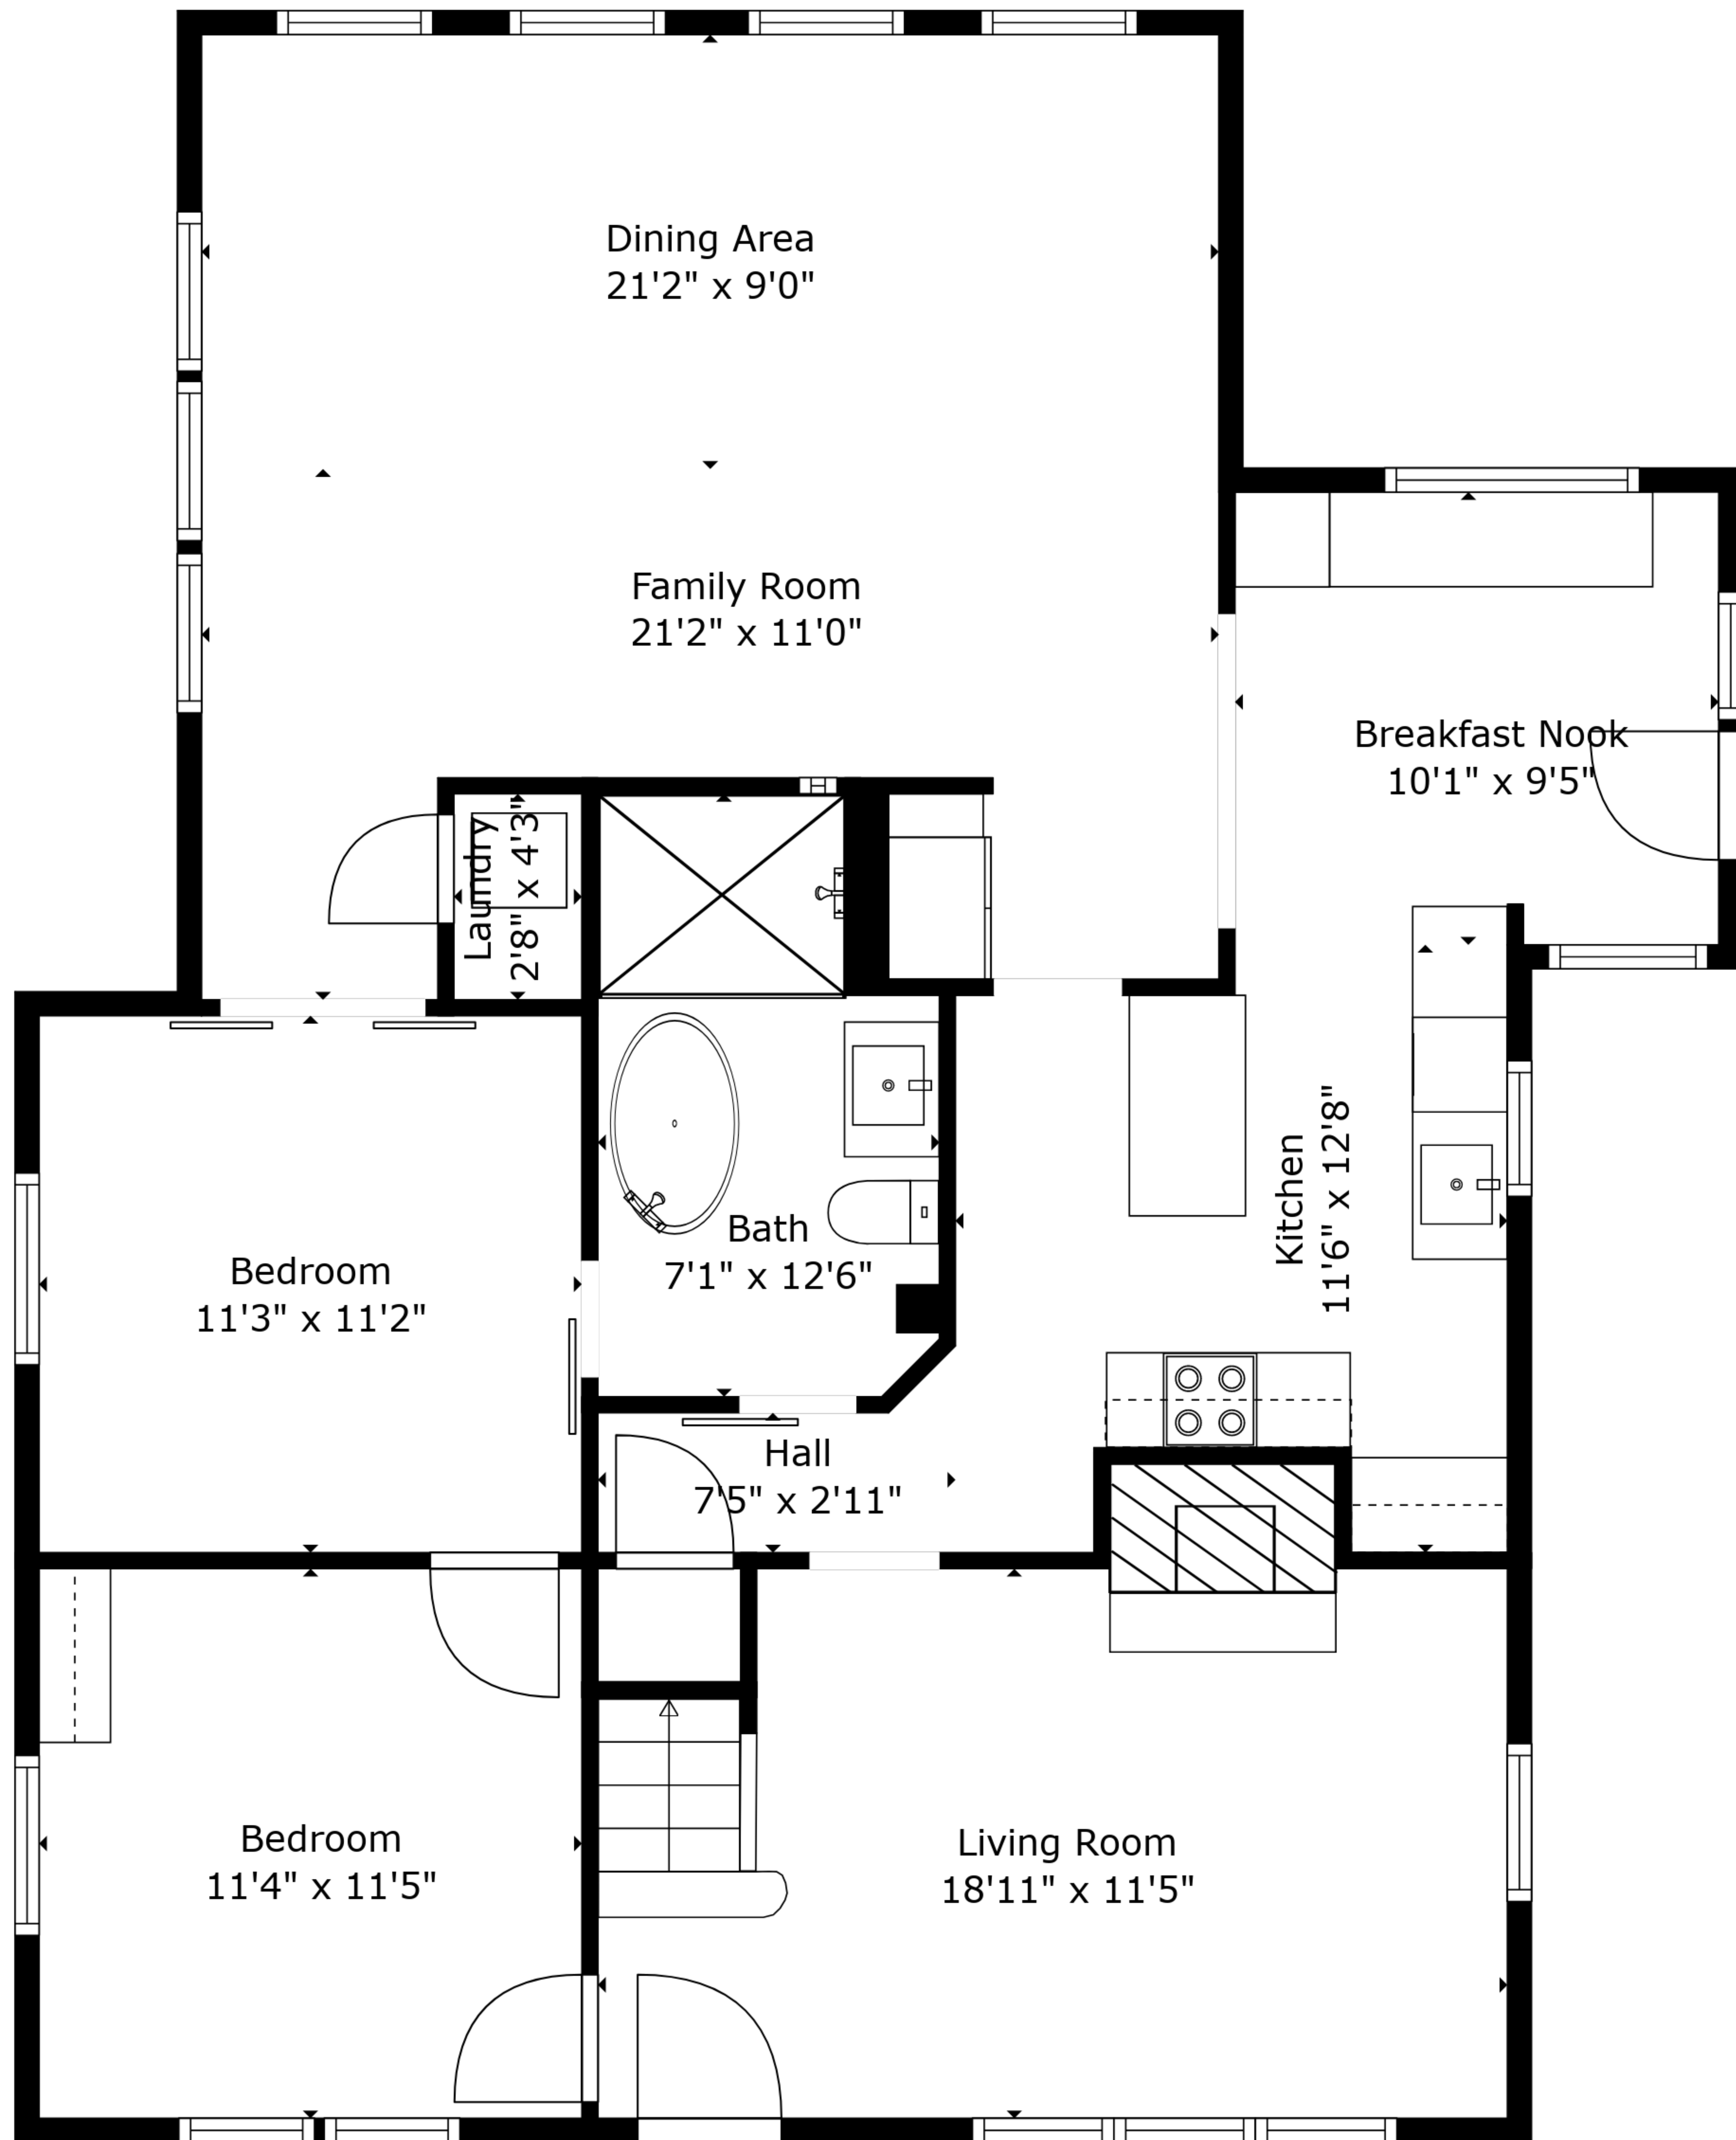 Dining Area
21'2" x 9'0"
Family Room
21'2" x 11'0"
Breakfast Nook
10'1" x 9'5"
Laundry
2'8" x 4'3"
Kitchen
11'6" x 12'8"
Bath
7'1" x 12'6"
Bedroom
11'3" x 11'2"
Hall
7'5" x 2'11"
Bedroom
11'4" x 11'5"
Living Room
18'11" x 11'5"